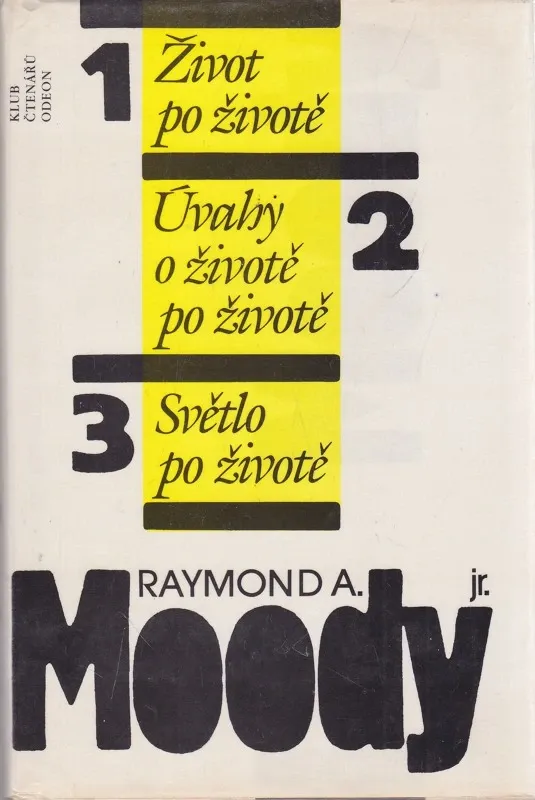 KLUB
ČTENÁŘŮ
ODEON
1
Život
po životě
2
Úvahy
o životě
po životě
3
Světlo
po životě
RAYMOND A.
jr.
Moody